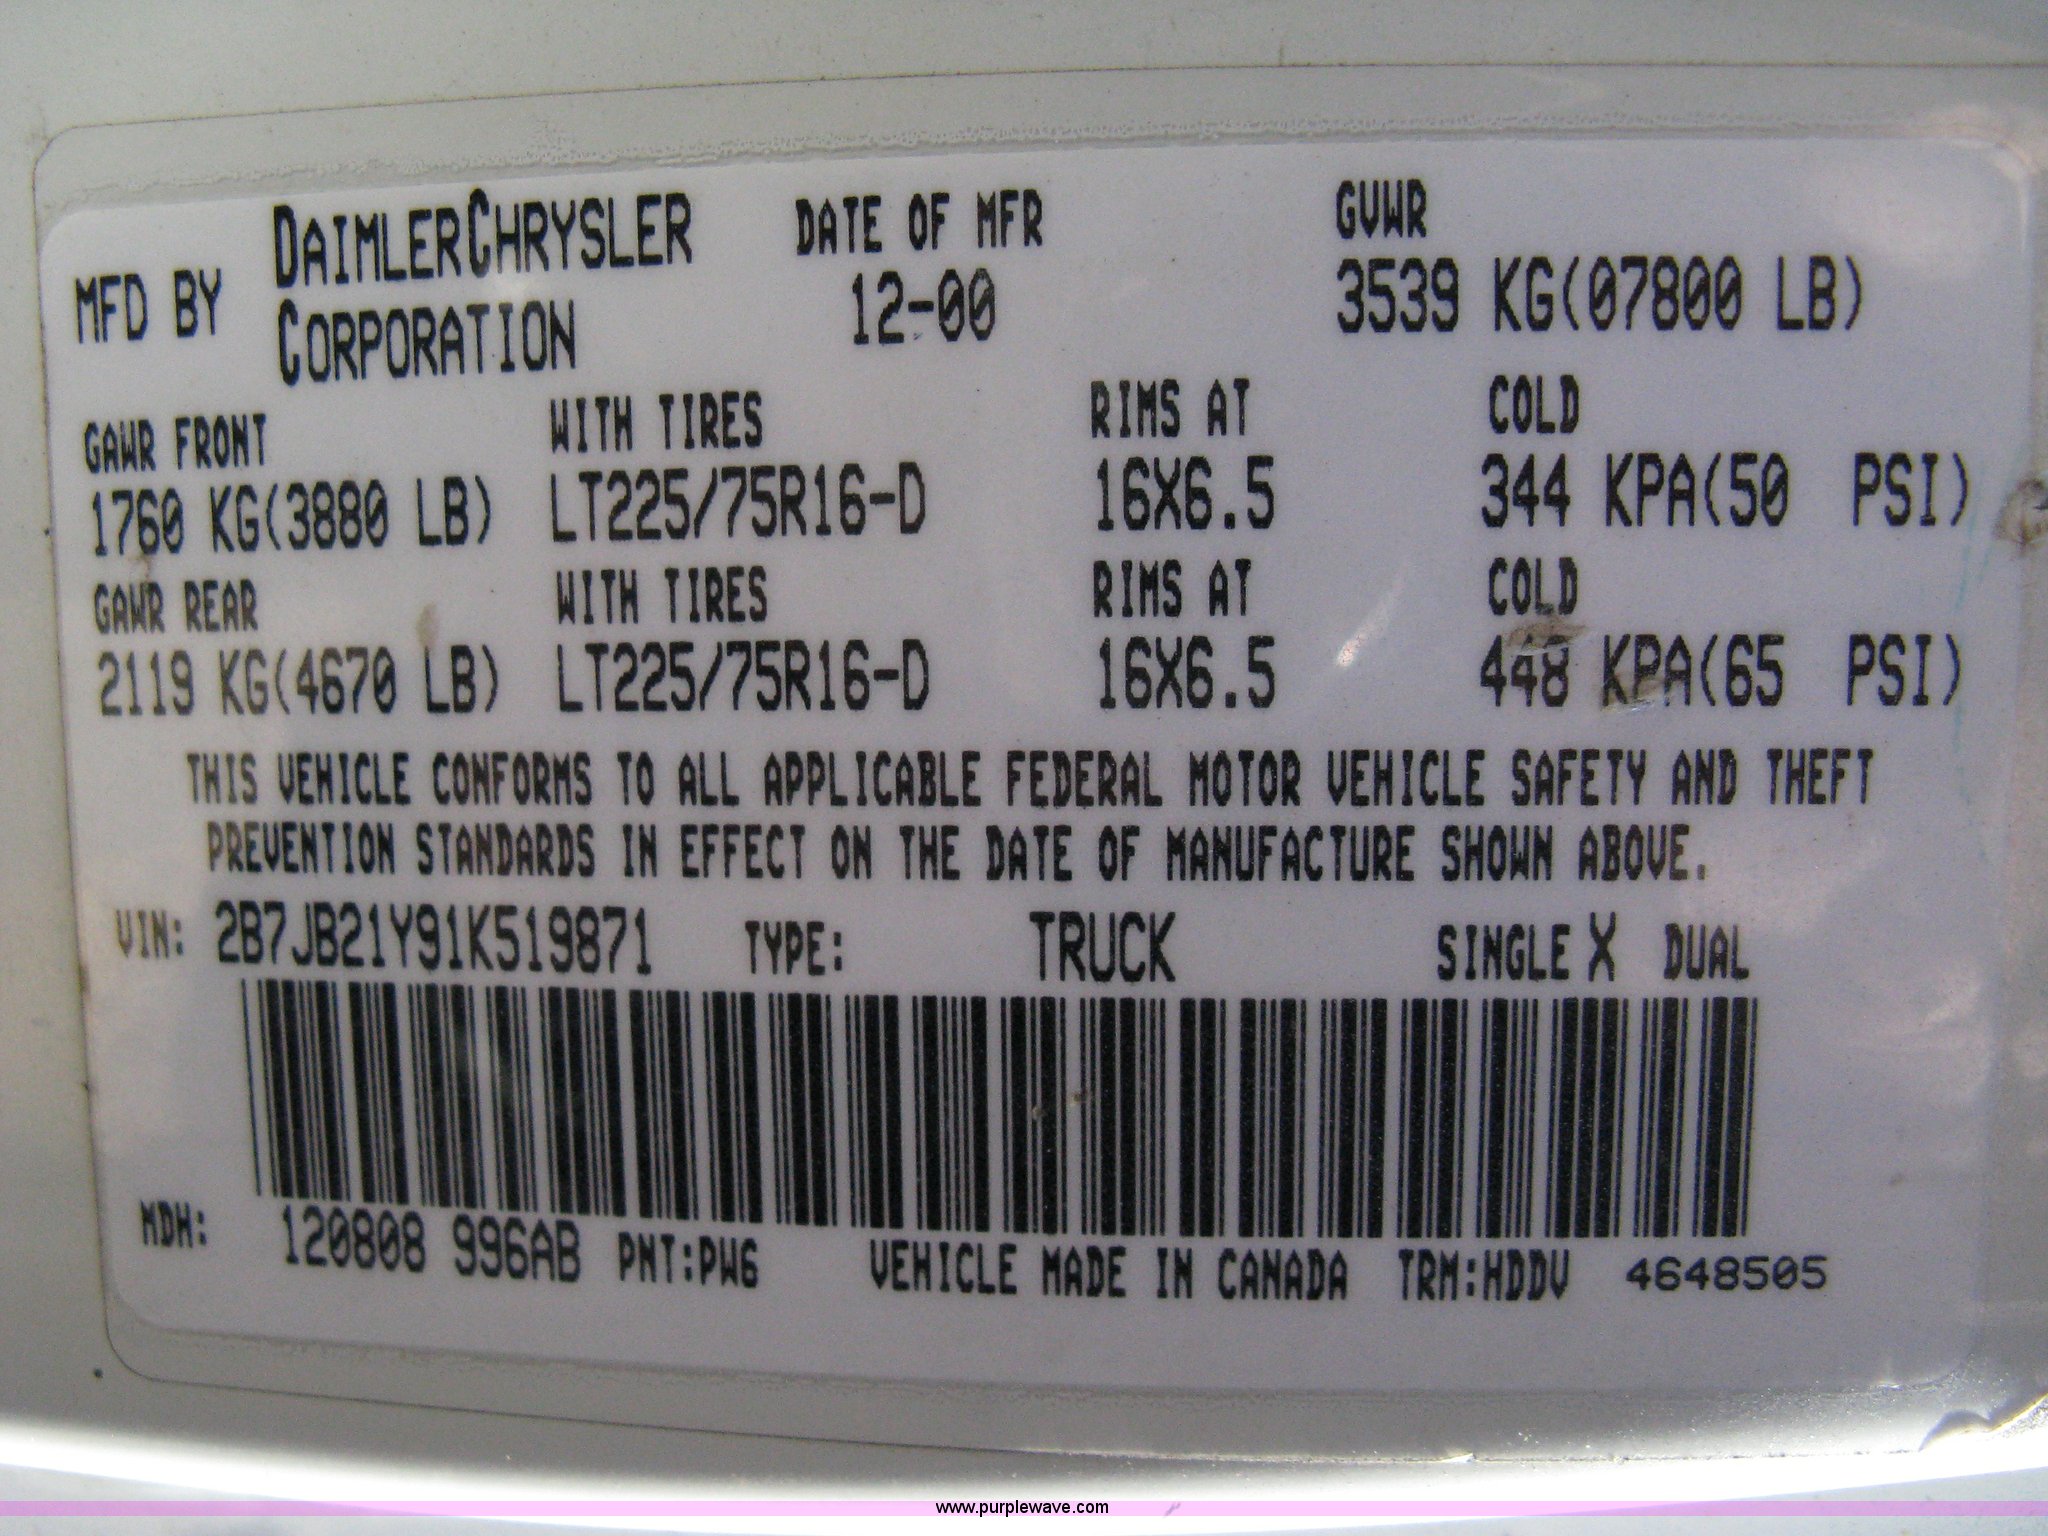 MFD BY DAIMLERCHRYSLER CORPORATION DATE OF MFR 12-00 GVWR 3539 KG(07800 LB)
GAWR FRONT WITH TIRES RIMS AT COLD
1760 KG(3880 LB) LT225/75R16-D 16X6.5 344 KPA(50 PSI)
GAWR REAR WITH TIRES RIMS AT COLD
2119 KG(4670 LB) LT225/75R16-D 16X6.5 448 KPA(65 PSI)
THIS VEHICLE CONFORMS TO ALL APPLICABLE FEDERAL MOTOR VEHICLE SAFETY AND THEFT
PREVENTION STANDARDS IN EFFECT ON THE DATE OF MANUFACTURE SHOWN ABOVE.
VIN: 2B7JB21Y91K519871 TYPE: TRUCK SINGLE X DUAL
MDH: 120808 996AB PNT:PW6 VEHICLE MADE IN CANADA TRM:HDDV 4648505
www.purplewave.com